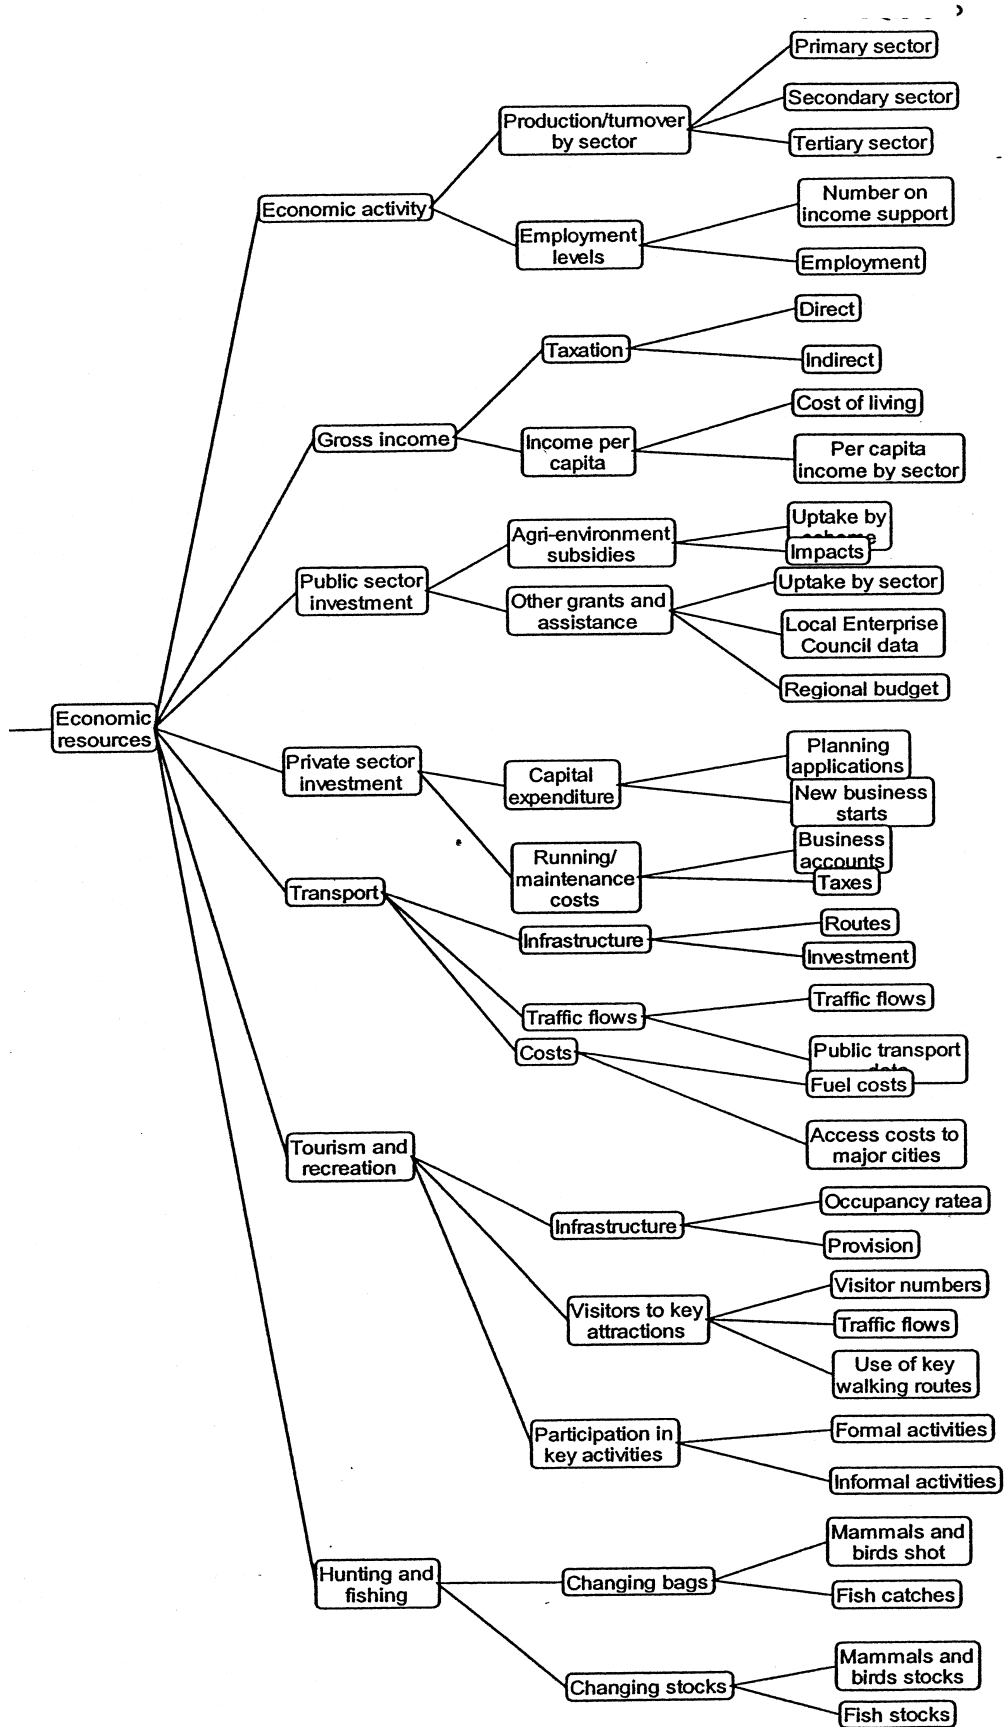 Primary sector
Secondary sector
Production/turnover
by sector
Tertiary sector
Economic activity
Number on
income support
Employment
levels
Employment
Direct
Taxation
Indirect
Cost of living
Gross income
Income per
capita
Per capita
income by sector
Uptake by
Agri-environment
subsidies
Impacts
Public sector
investment
Uptake by sector
Other grants and
assistance
Local Enterprise
Council data
Regional budget
Economic
resources
Planning
applications
Private sector
investment
Capital
expenditure
New business
starts
Business
accounts
Running/
maintenance
costs
Taxes
Transport
Routes
Infrastructure
Investment
Traffic flows
Traffic flows
Costs
Public transport
Fuel costs
Access costs to
major cities
Tourism and
recreation
Occupancy ratea
Infrastructure
Provision
Visitor numbers
Visitors to key
attractions
Traffic flows
Use of key
walking routes
Formal activities
Participation in
key activities
Informal activities
Mammals and
birds shot
Hunting and
fishing
Changing bags
Fish catches
Mammals and
birds stocks
Changing stocks
Fish stocks